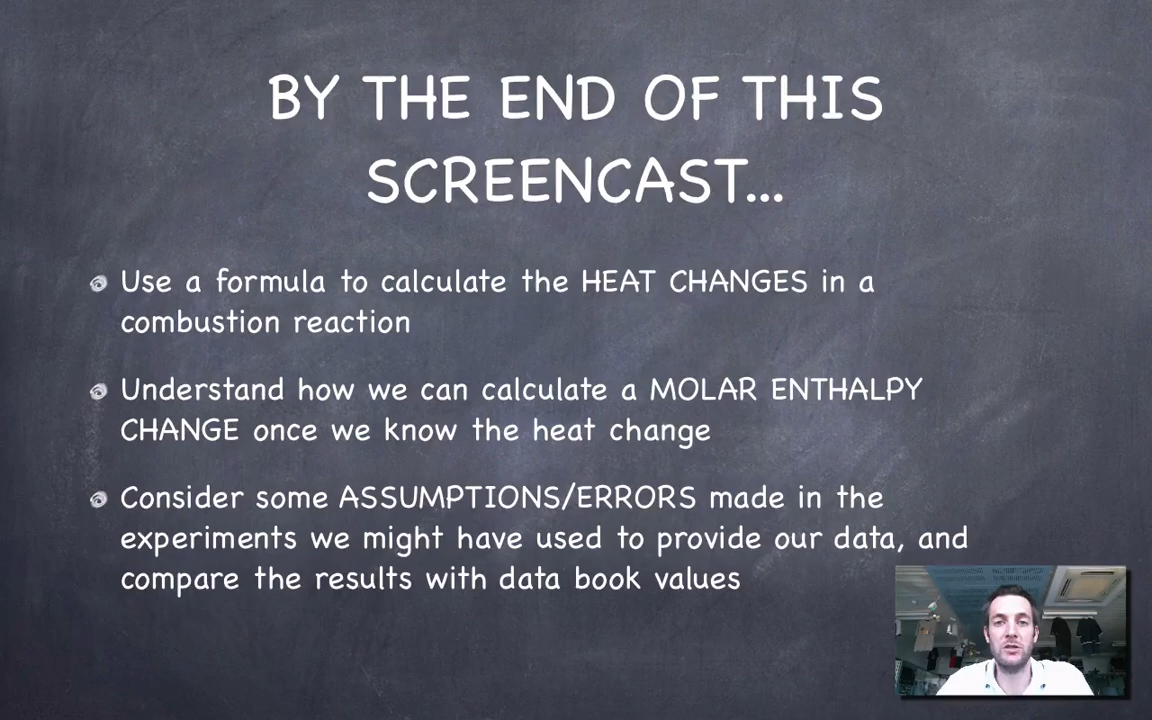 BY THE END OF THIS
SCREENCAST...
Use a formula to calculate the HEAT CHANGES in a
combustion reaction
Understand how we can calculate a MOLAR ENTHALPY
CHANGE once we know the heat change
Consider some ASSUMPTIONS/ERRORS made in the
experiments we might have used to provide our data, and
compare the results with data book values